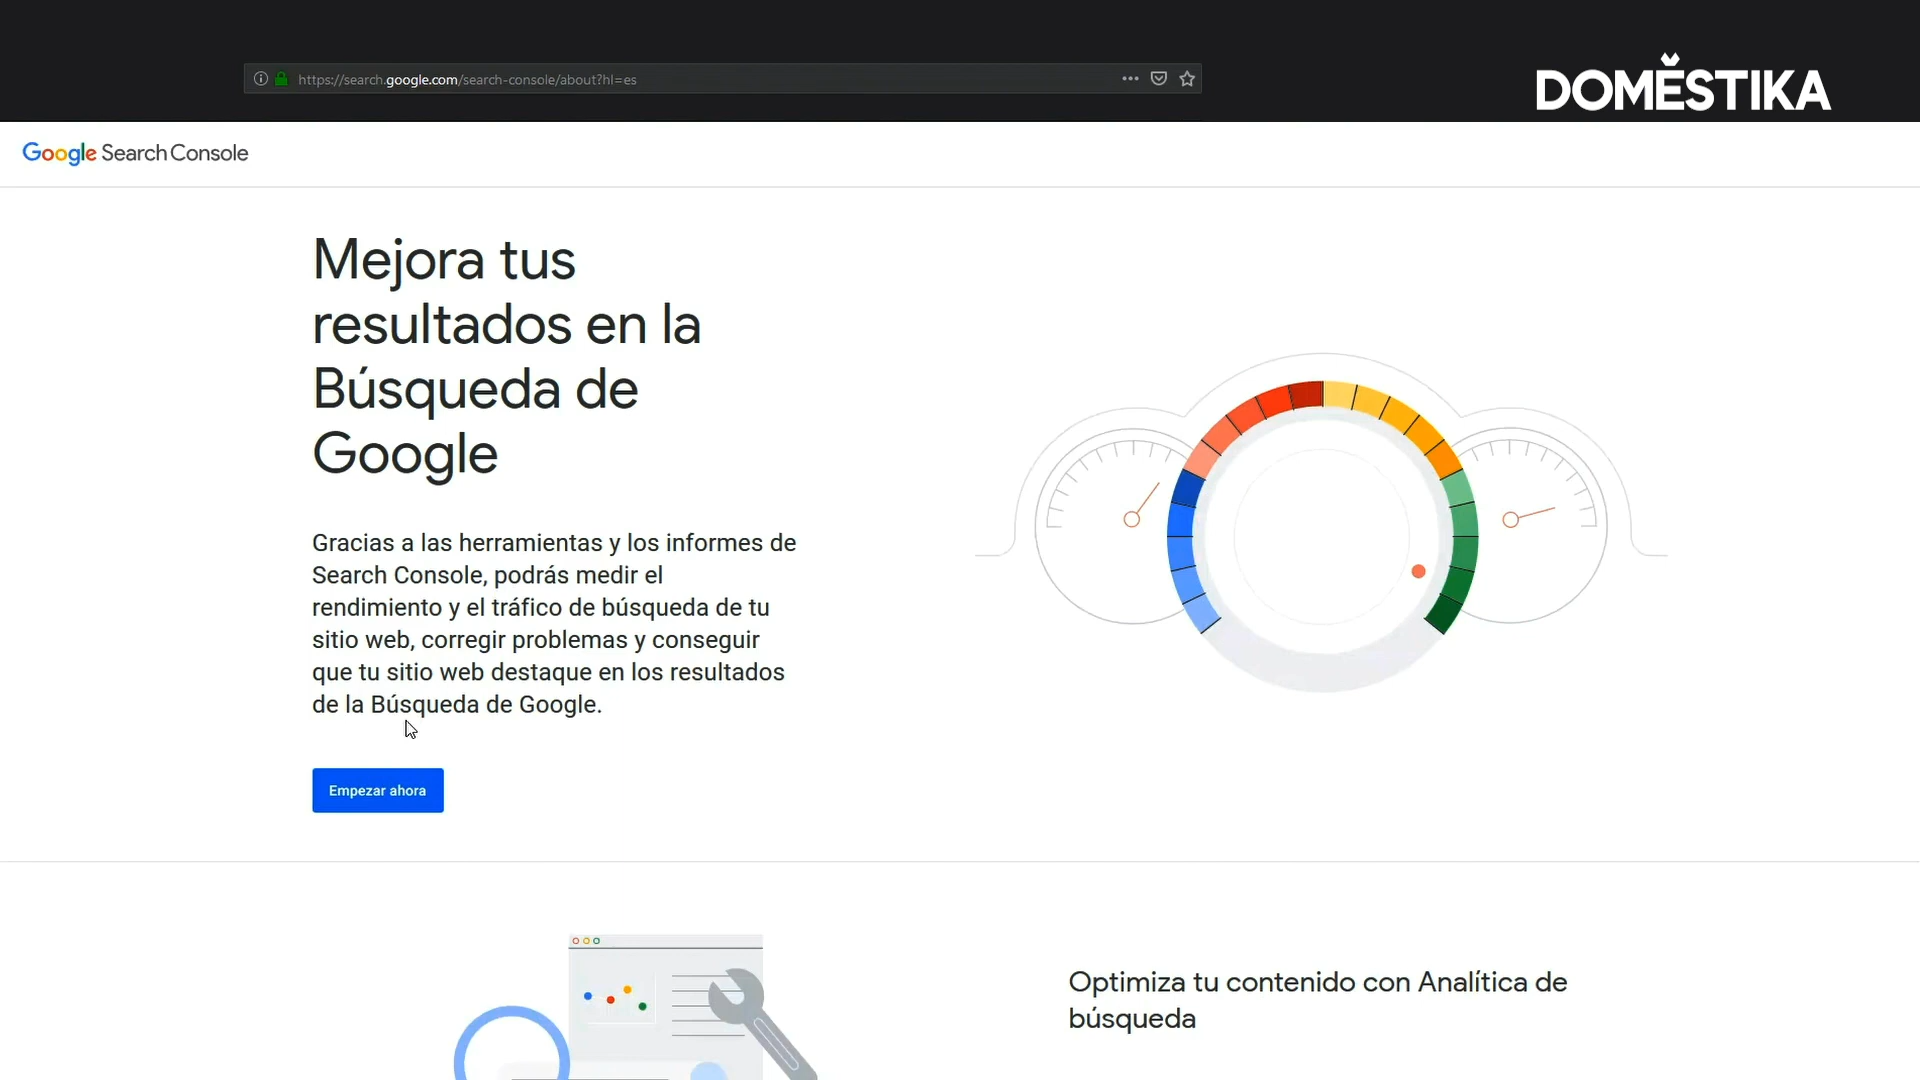 https://search.google.com/search-console/about?hl=es
DOMĚSTIKA
Google Search Console
Mejora tus
resultados en la
Búsqueda de
Google
Gracias a las herramientas y los informes de
Search Console, podrás medir el
rendimiento y el tráfico de búsqueda de tu
sitio web, corregir problemas y conseguir
que tu sitio web destaque en los resultados
de la Búsqueda de Google.
Empezar ahora
Optimiza tu contenido con Analítica de
búsqueda